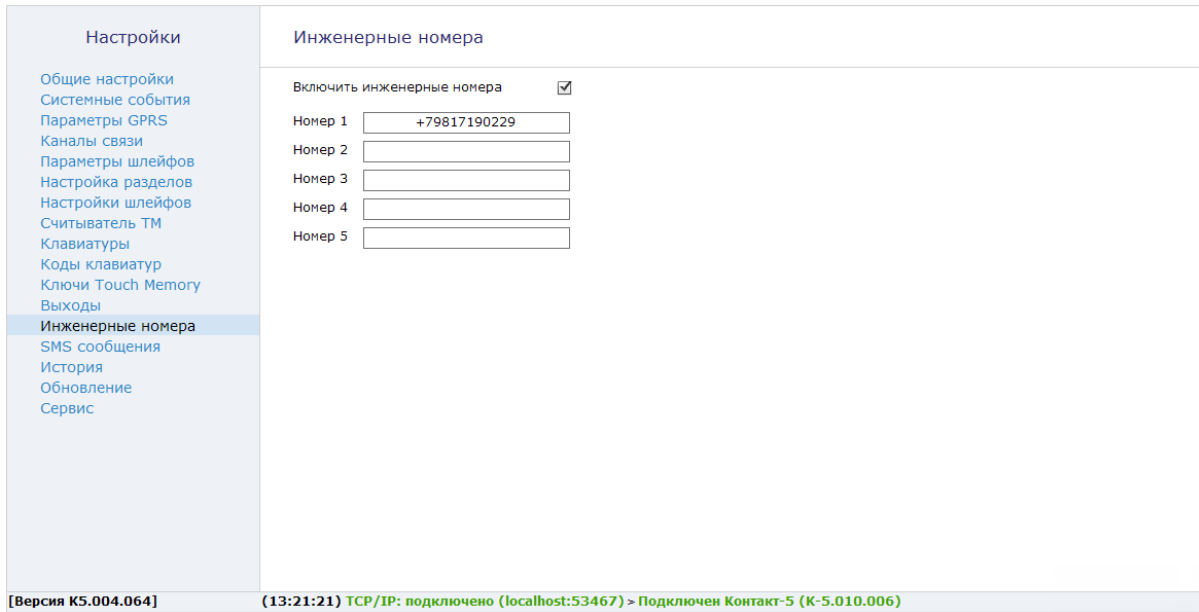 Настройки
Общие настройки
Системные события
Параметры GPRS
Каналы связи
Параметры шлейфов
Настройка разделов
Настройки шлейфов
Считыватель ТМ
Клавиатуры
Коды клавиатур
Ключи Touch Memory
Выходы
Инженерные номера
SMS сообщения
История
Обновление
Сервис
Инженерные номера
Включить инженерные номера
Номер 1 +79817190229
Номер 2
Номер 3
Номер 4
Номер 5
[Версия K5.004.064] (13:21:21) TCP/IP: подключено (localhost:53467) > Подключен Контакт-5 (K-5.010.006)